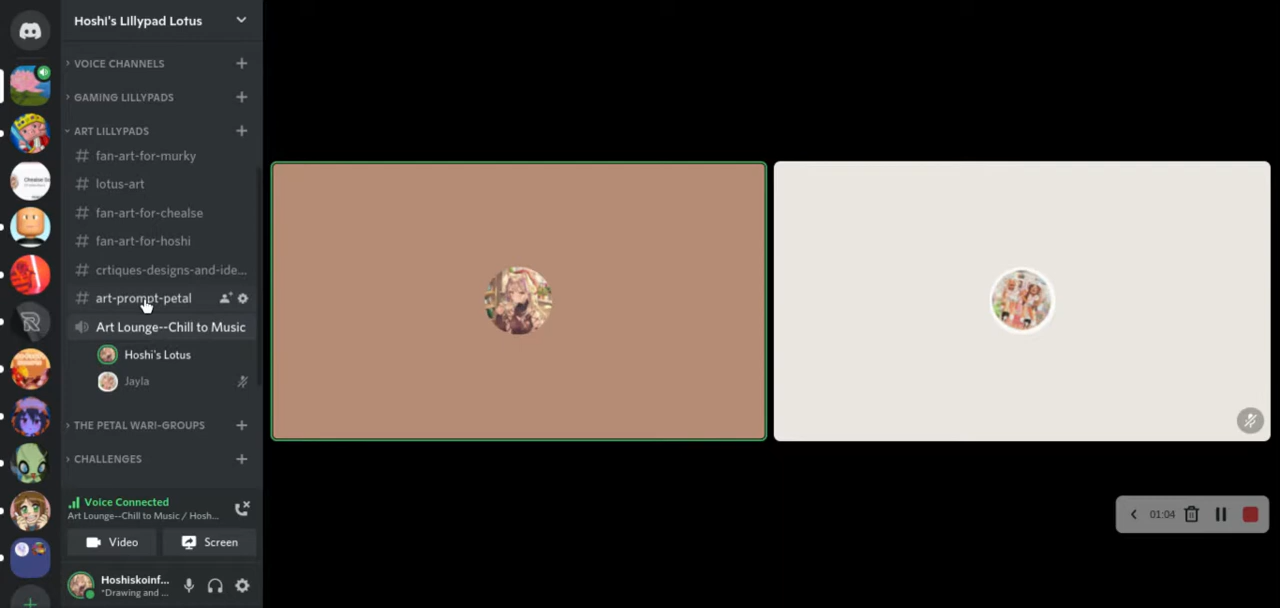 Hoshi's Lillypad Lotus
VOICE CHANNELS
GAMING LILLYPADS
ART LILLYPADS
fan-art-for-murky
lotus-art
fan-art-for-chealse
fan-art-for-hoshi
crtiques-designs-and-ide...
art-prompt-petal
Art Lounge--Chill to Music
Hoshi's Lotus
Jayla
THE PETAL WAR!-GROUPS
CHALLENGES
Voice Connected
Art Lounge--Chill to Music / Hosh...
Video
Screen
Hoshiskoinf...
*Drawing and ...
01:04